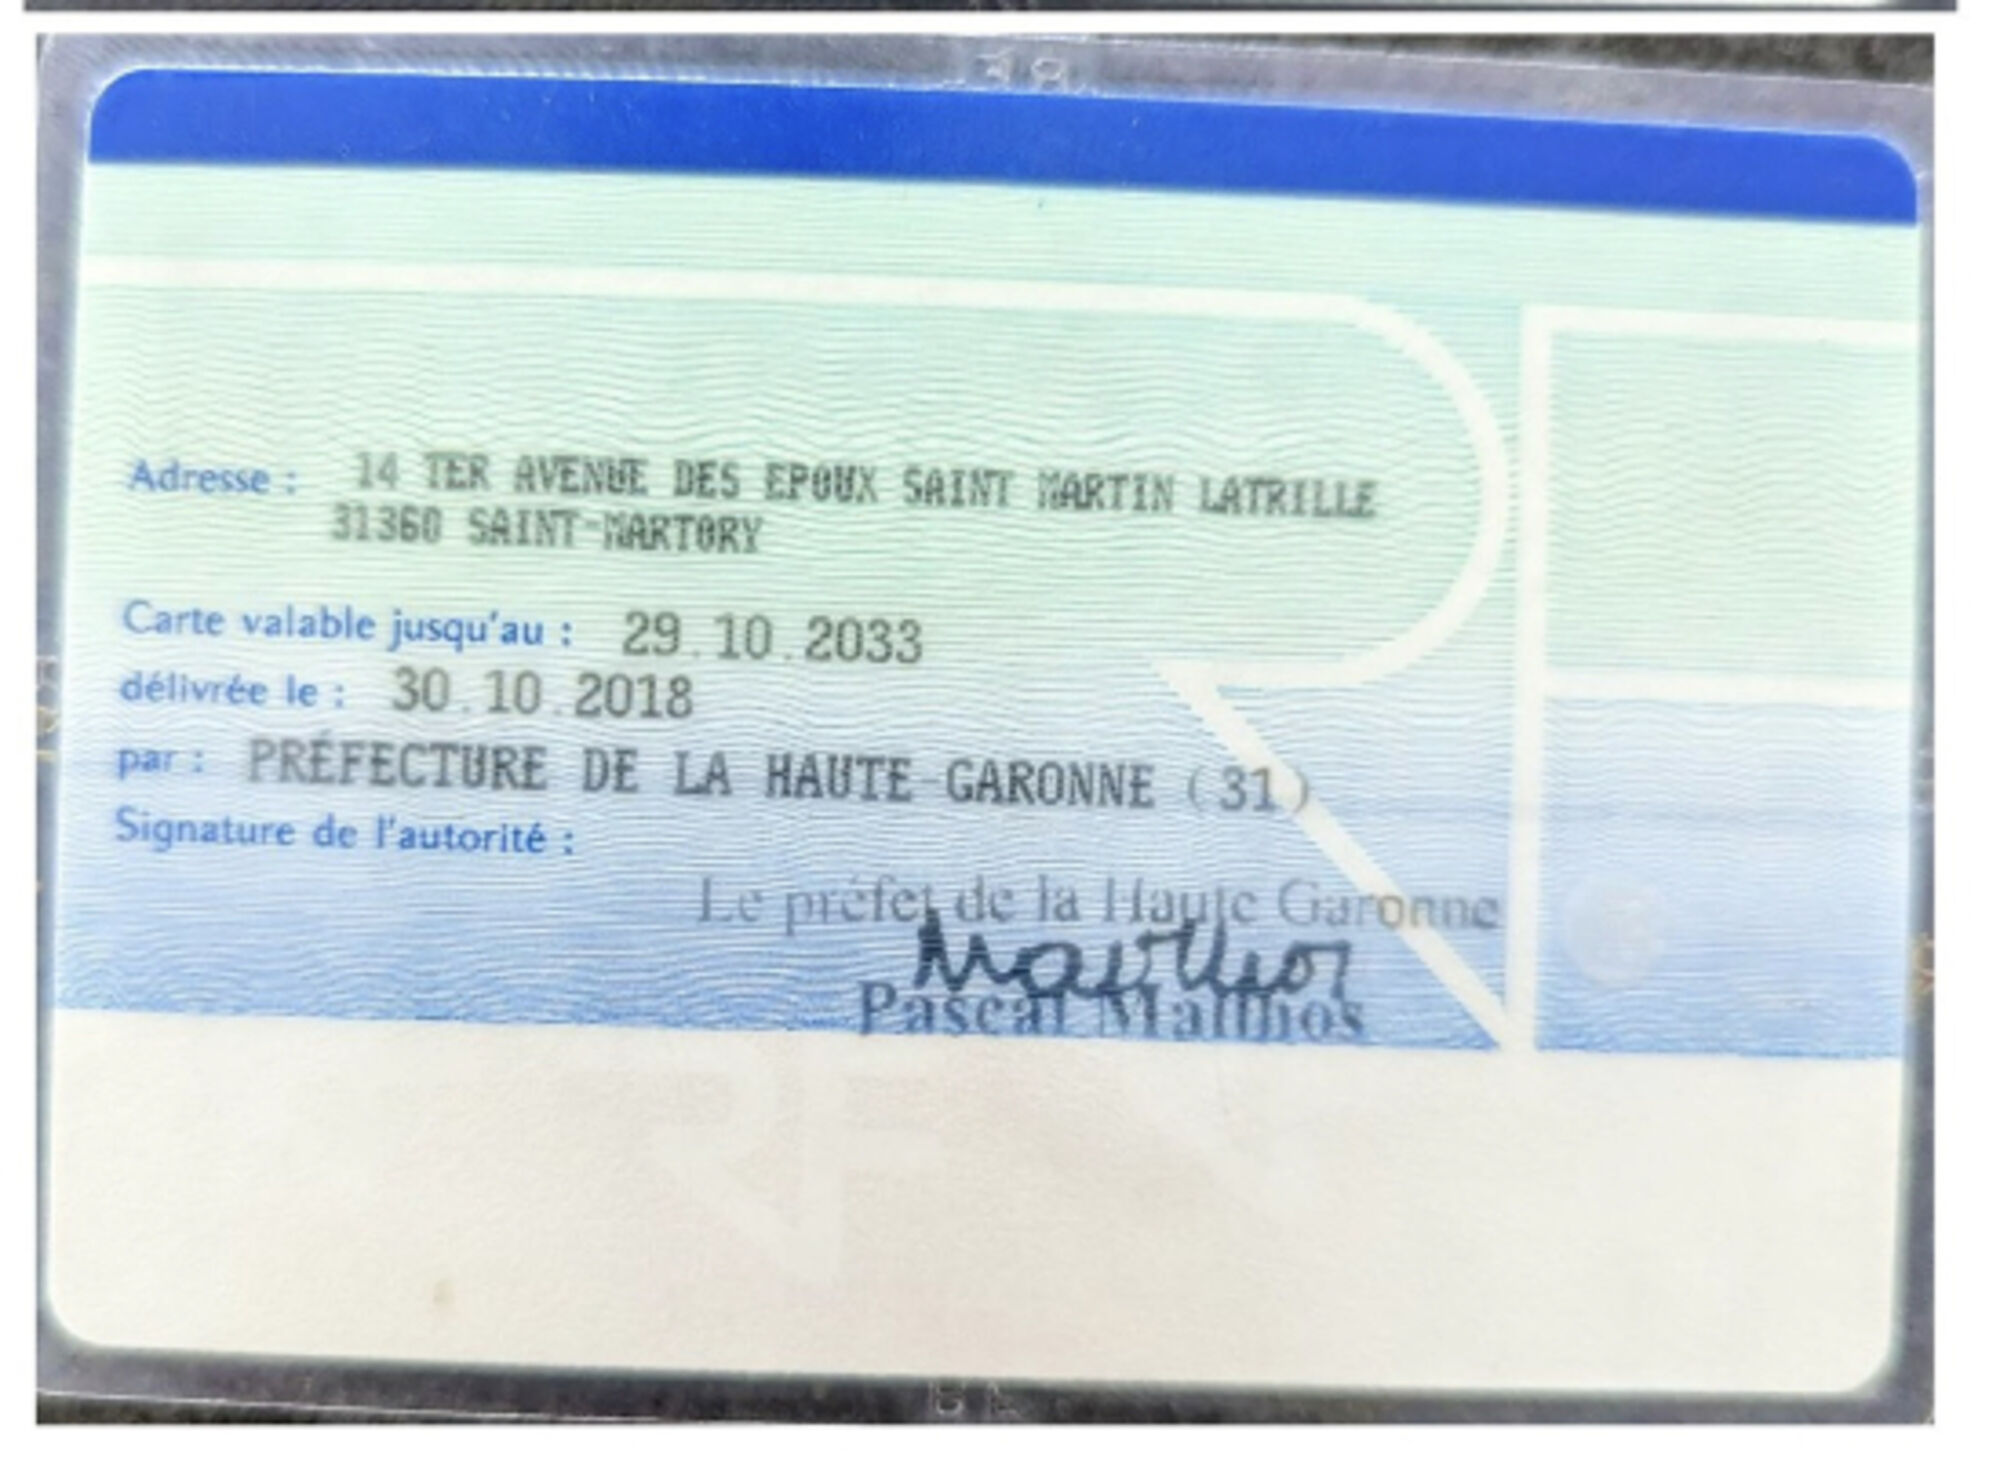 Adresse : 14 TER AVENUE DES EPOUX SAINT MARTIN LATRILLE
31360 SAINT-MARTORY
Carte valable jusqu'au : 29.10.2033
délivrée le : 30.10.2018
par : PRÉFECTURE DE LA HAUTE-GARONNE (31)
Signature de l'autorité :
Le préfet de la Haute Garonne
Pascal Mailhos
RF